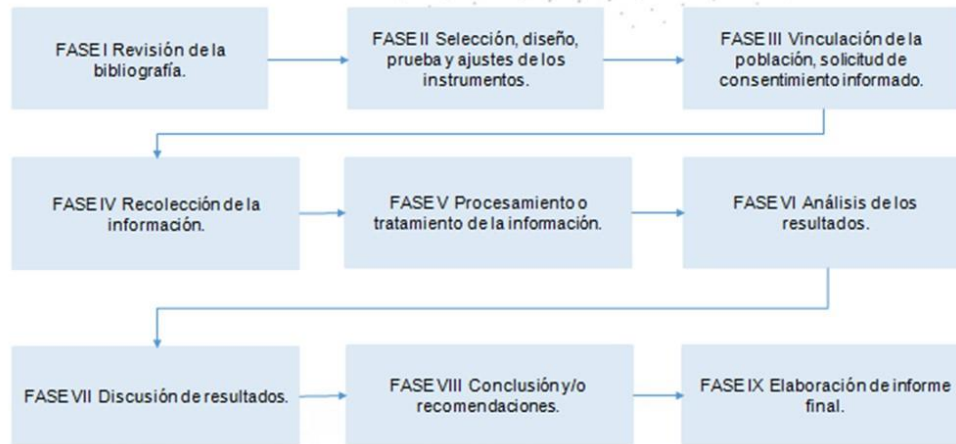 FASE I Revisión de la
bibliografía.
FASE II Selección, diseño,
prueba y ajustes de los
instrumentos.
FASE III Vinculación de la
población, solicitud de
consentimiento informado.
FASE IV Recolección de la
información.
FASE V Procesamiento o
tratamiento de la información.
FASE VI Análisis de los
resultados.
FASE VII Discusión de resultados.
FASE VIII Conclusión y/o
recomendaciones.
FASE IX Elaboración de informe
final.